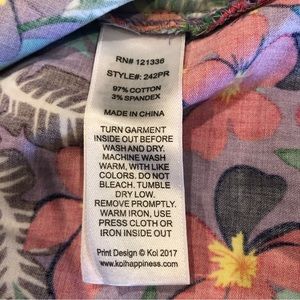 RN# 121336
STYLE#: 242PR
97% COTTON
3% SPANDEX
MADE IN CHINA
TURN GARMENT
INSIDE OUT BEFORE
WASH AND DRY.
MACHINE WASH
WARM, WITH LIKE
COLORS. DO NOT
BLEACH. TUMBLE
DRY LOW.
REMOVE PROMPTLY.
WARM IRON, USE
PRESS CLOTH OR
IRON INSIDE OUT
Print Design © Koi 2017
www.koihappiness.com